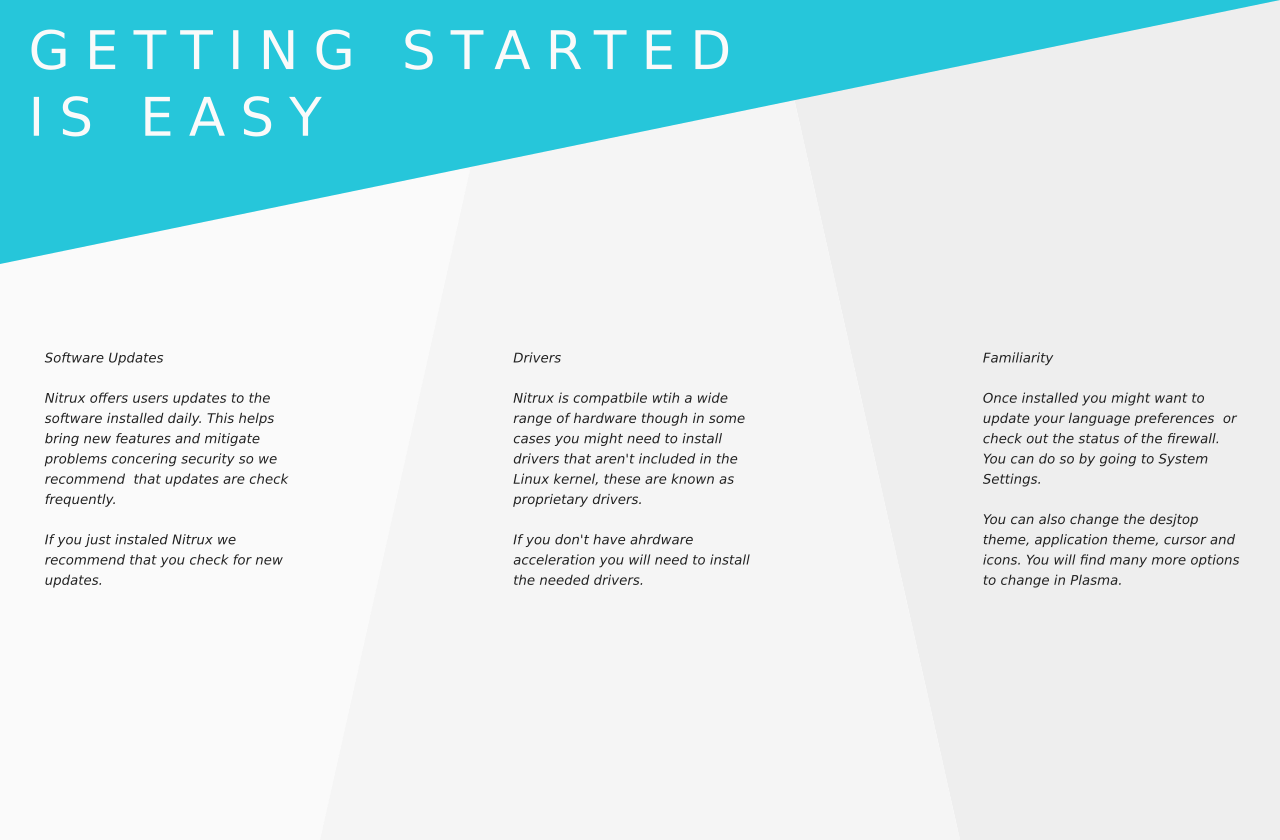 GETTING STARTED
IS EASY
Software Updates
Nitrux offers users updates to the
software installed daily. This helps
bring new features and mitigate
problems concering security so we
recommend  that updates are check
frequently.
If you just instaled Nitrux we
recommend that you check for new
updates.
Drivers
Nitrux is compatbile wtih a wide
range of hardware though in some
cases you might need to install
drivers that aren't included in the
Linux kernel, these are known as
proprietary drivers.
If you don't have ahrdware
acceleration you will need to install
the needed drivers.
Familiarity
Once installed you might want to
update your language preferences  or
check out the status of the firewall.
You can do so by going to System
Settings.
You can also change the desjtop
theme, application theme, cursor and
icons. You will find many more options
to change in Plasma.